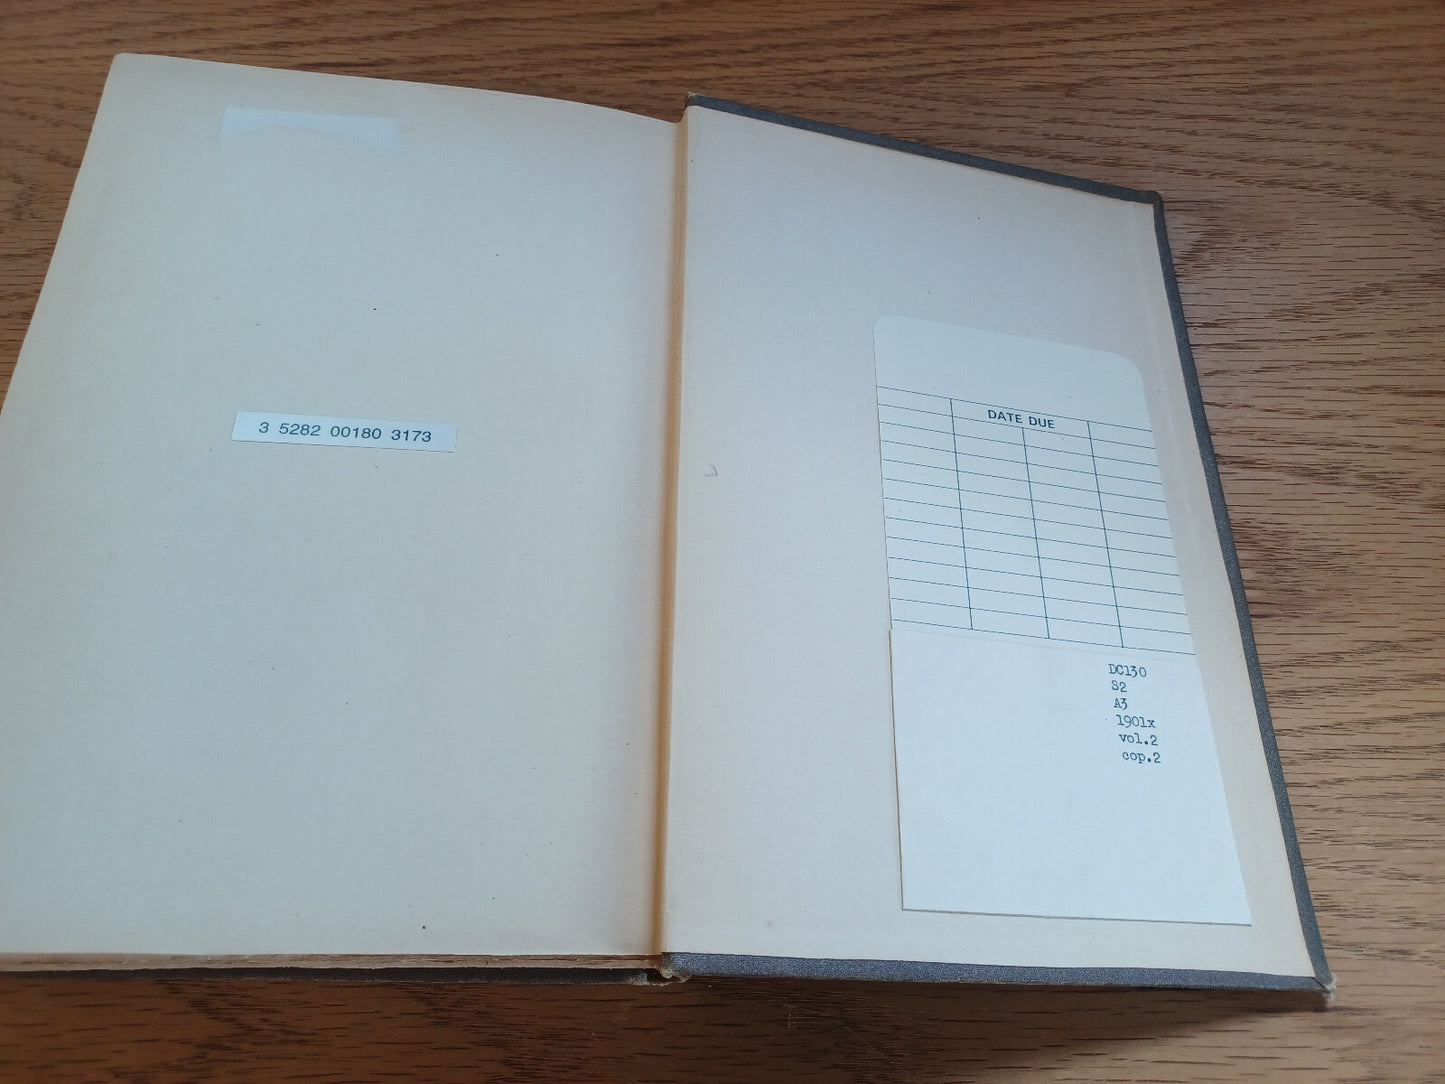 3 5282 00180 3173
DATE DUE
DC130
S2
A3
1901x
vol.2
cop.2